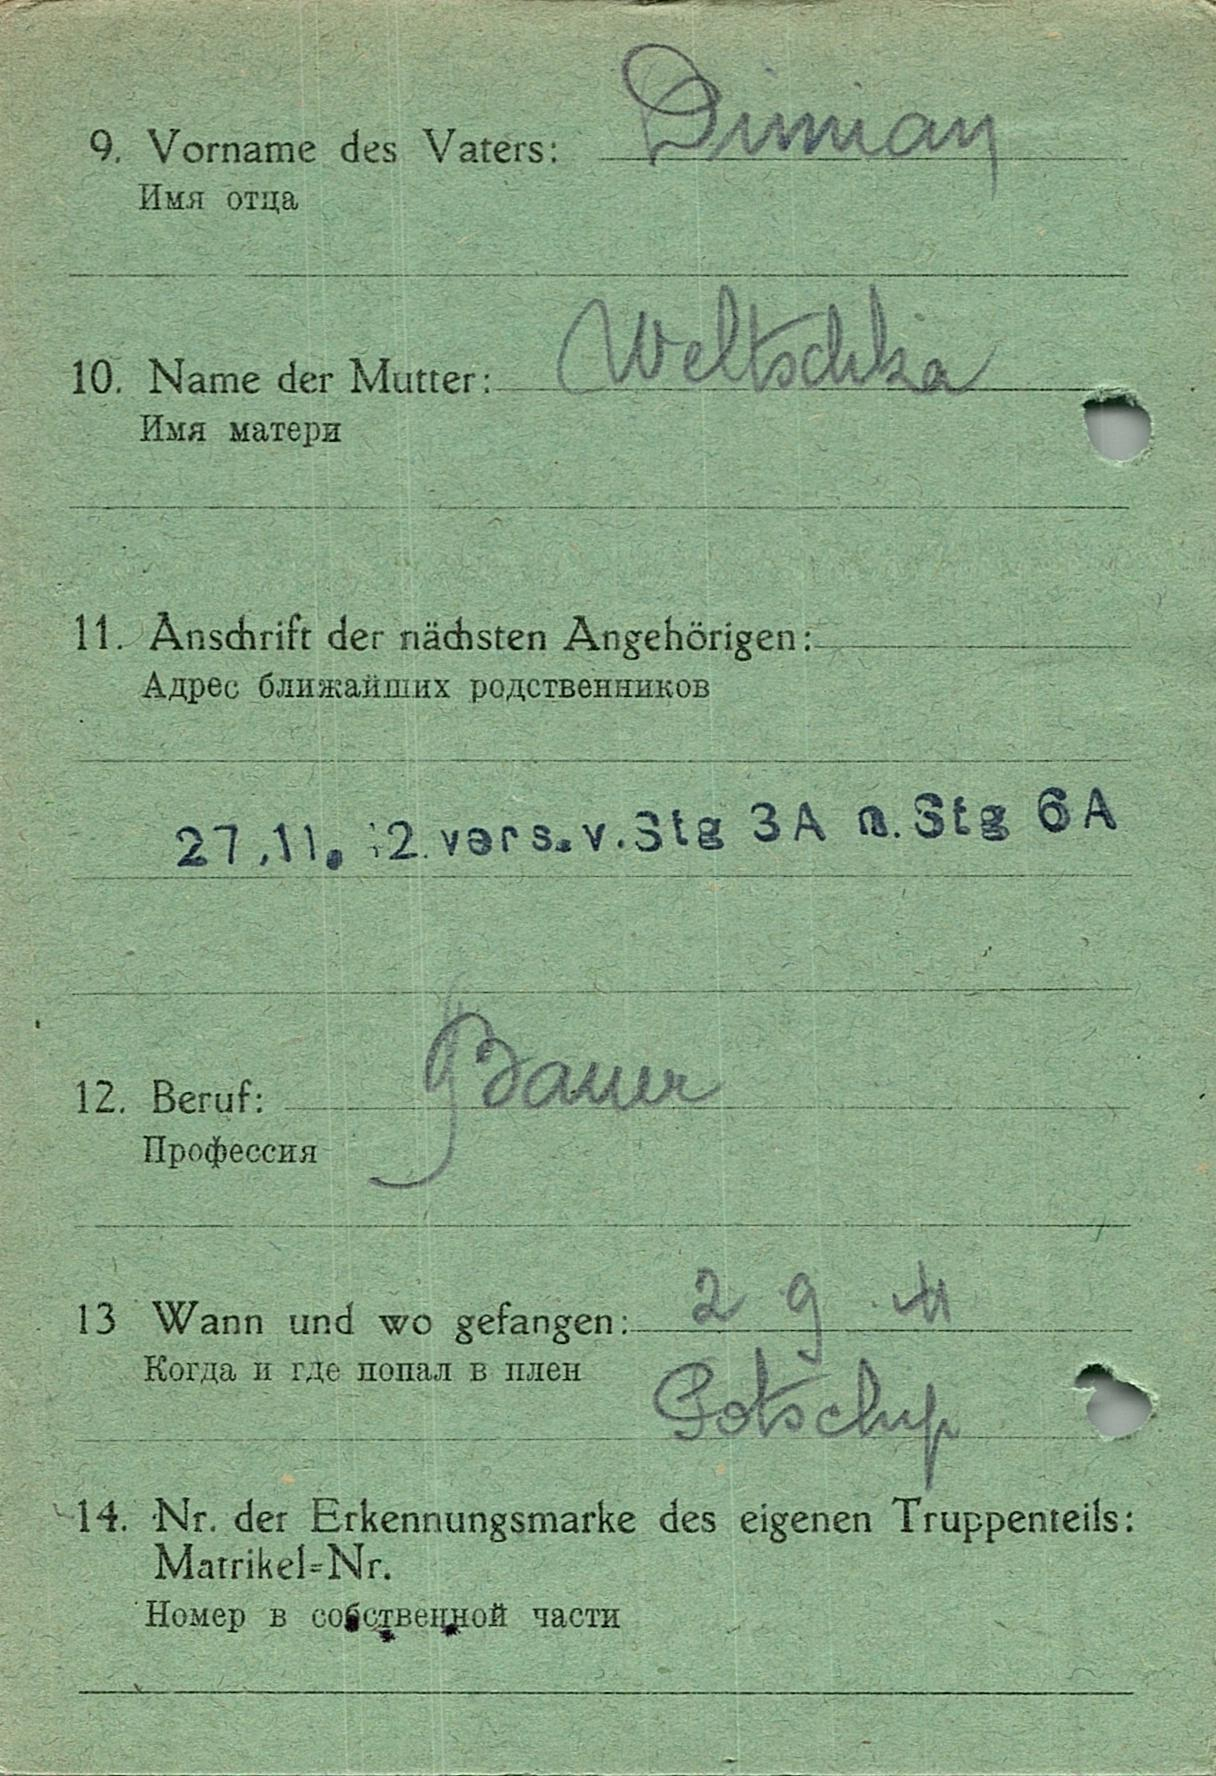 9. Vorname des Vaters: Dimian
Имя отца
10. Name der Mutter: Weltschka
Имя матери
11. Anschrift der nächsten Angehörigen:
Адрес ближайших родственников
27.11. 2. vers. v. Stg 3A n. Stg 6A
12. Beruf: Bauer
Профессия
13 Wann und wo gefangen: 2 9 41
Когда и где попал в плен
14. Nr. der Erkennungsmarke des eigenen Truppenteils:
Matrikel=Nr.
Номер в собственной части